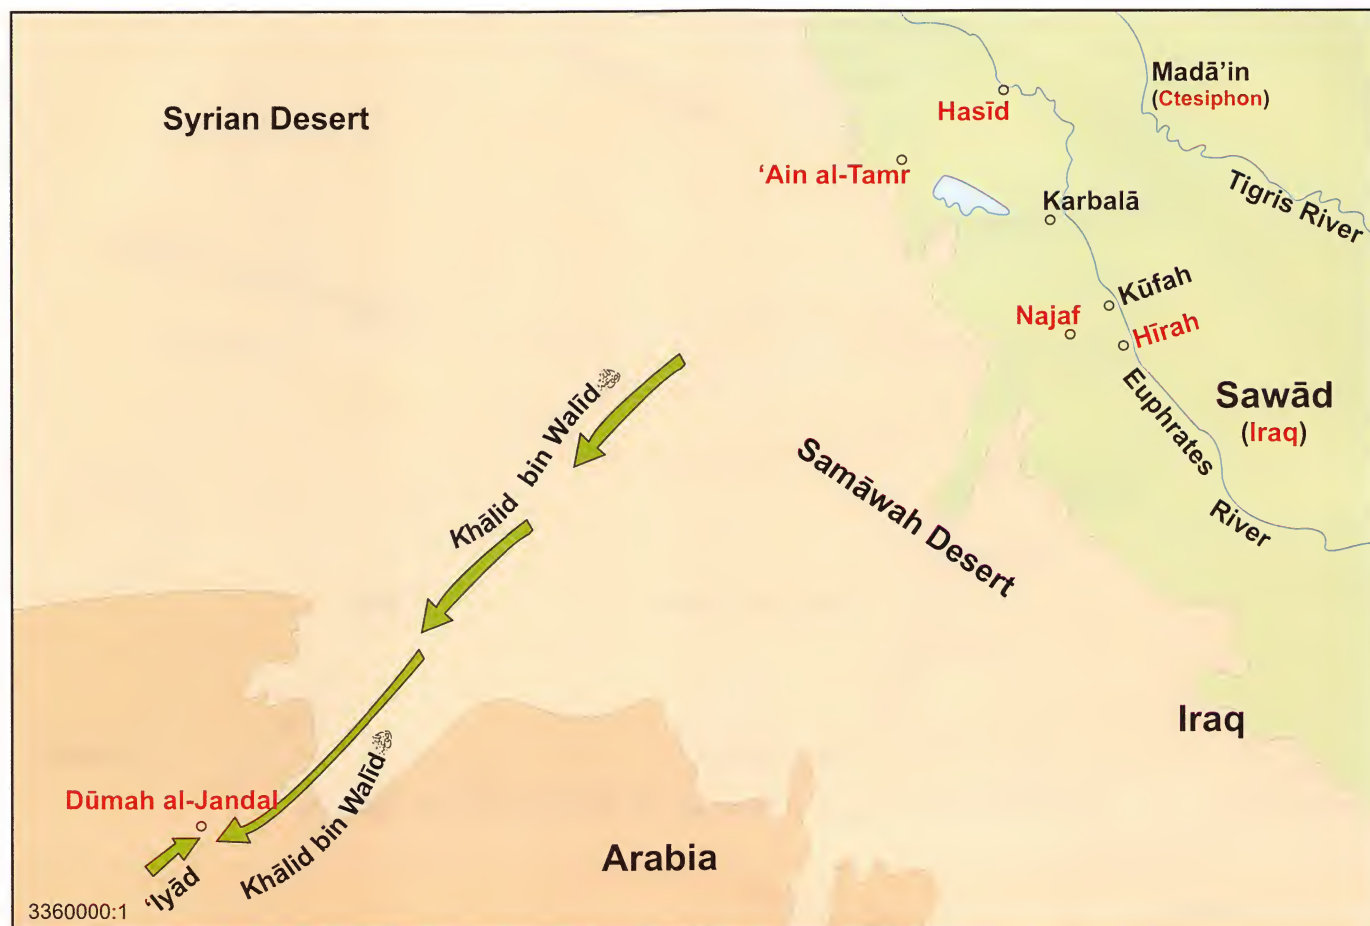 Syrian Desert
Madā’in
(Ctesiphon)
Hasīd
‘Ain al-Tamr
Tigris River
Karbalā
Kūfah
Najaf
Hīrah
Euphrates
River
Sawād
(Iraq)
Khālid bin Walīd
Samāwah Desert
Iraq
Khālid bin Walīd
Dūmah al-Jandal
‘Iyād
Arabia
3360000:1